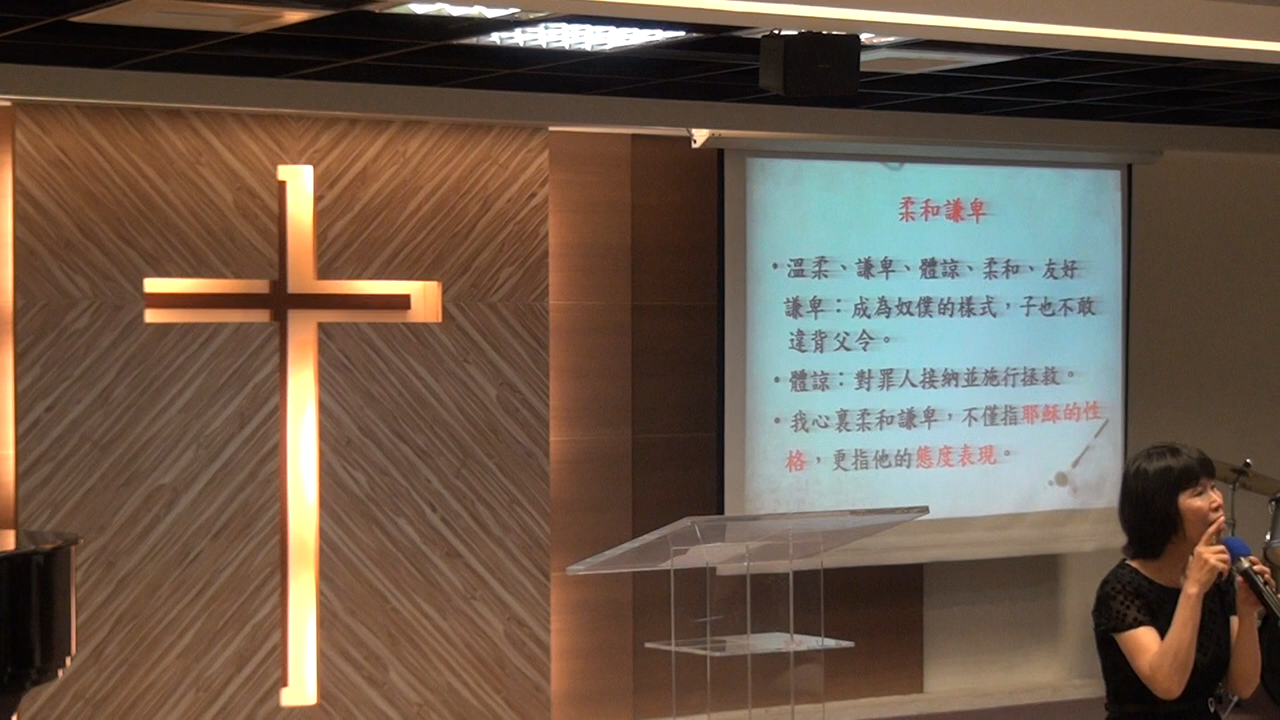 柔和謙卑
•溫柔、謙卑、體諒、柔和、友好
謙卑：成為奴僕的樣式，子也不敢
違背父令。
•體諒：對罪人接納並施行拯救。
•我心裏柔和謙卑，不僅指耶穌的性
格，更指他的態度表現。